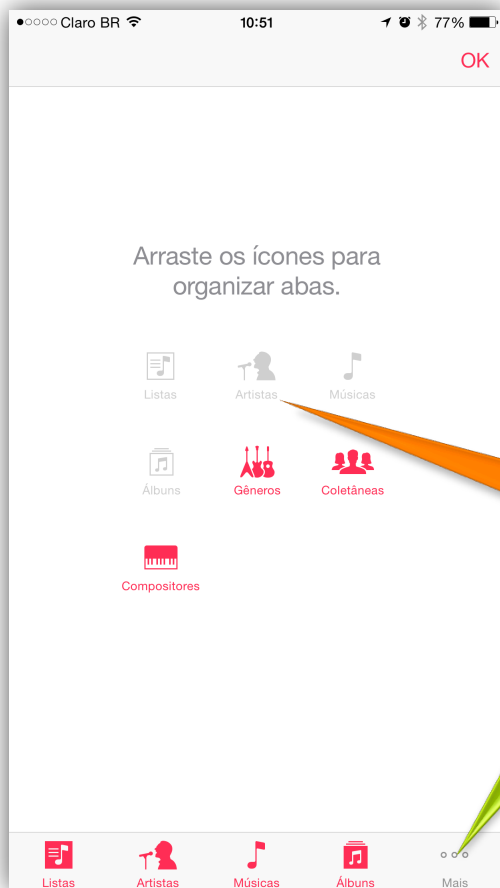 Claro BR 10:51 77%
OK
Arraste os ícones para
organizar abas.
Listas Artistas Músicas
Álbuns Gêneros Coletâneas
Compositores
Listas Artistas Músicas Álbuns Mais